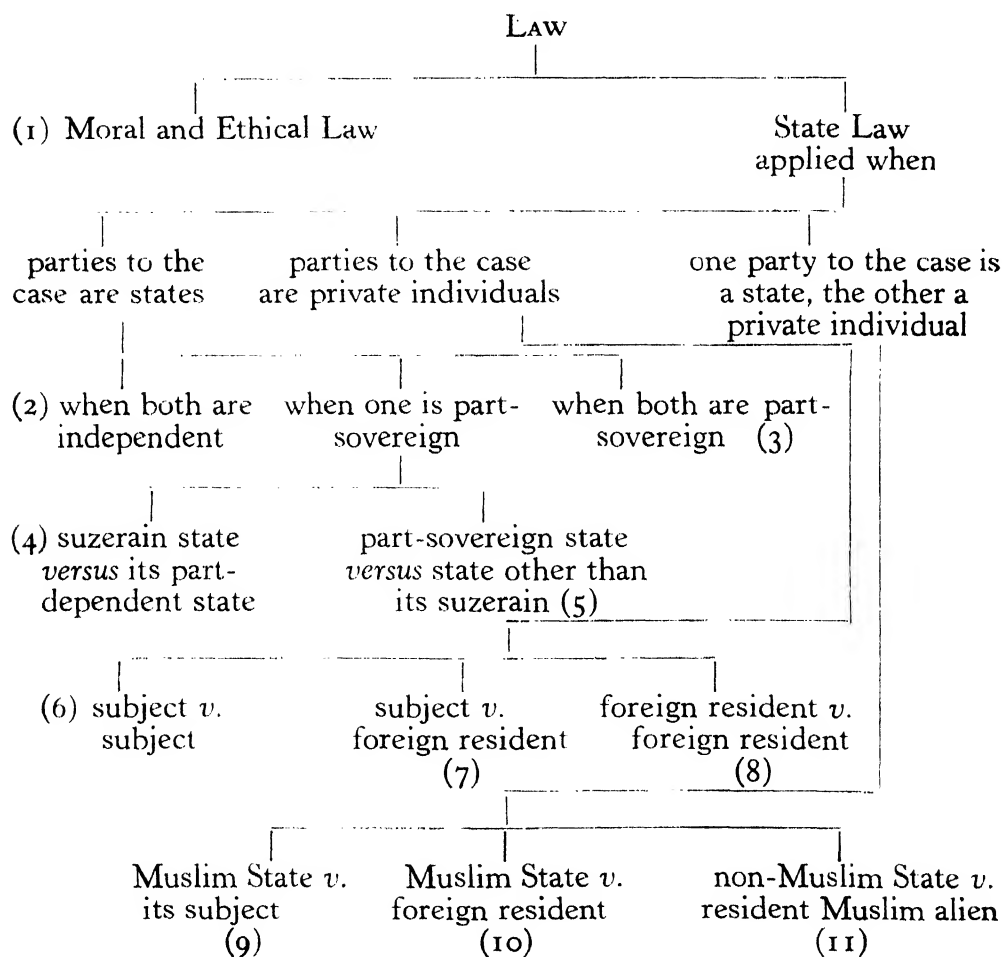 LAW
(1) Moral and Ethical Law
State Law
applied when
parties to the
case are states
parties to the case
are private individuals
one party to the case is
a state, the other a
private individual
(2) when both are
independent
when one is part-
sovereign
when both are part-
sovereign (3)
(4) suzerain state
versus its part-
dependent state
part-sovereign state
versus state other than
its suzerain (5)
(6) subject v.
subject
subject v.
foreign resident
(7)
foreign resident v.
foreign resident
(8)
Muslim State v.
its subject
(9)
Muslim State v.
foreign resident
(10)
non-Muslim State v.
resident Muslim alien
(11)